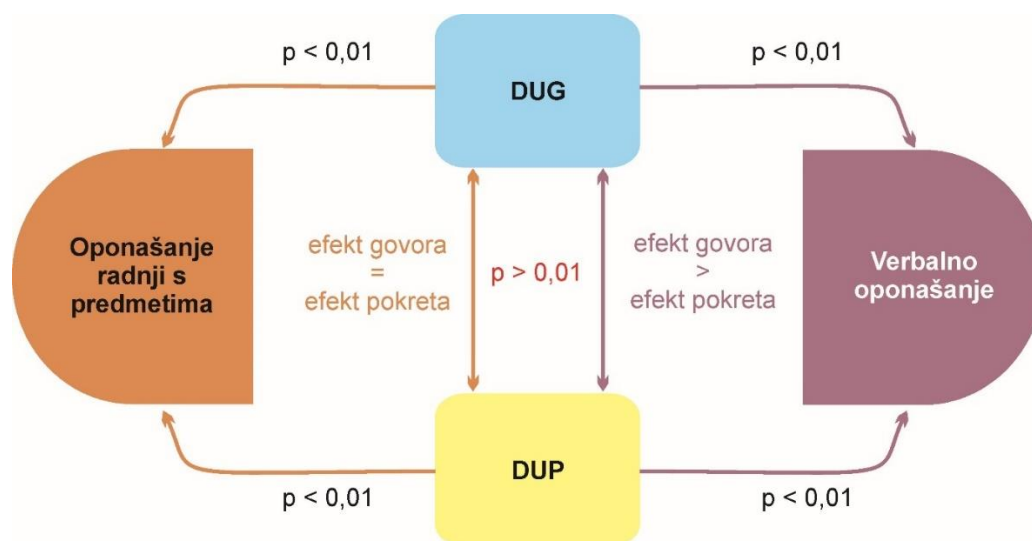 p < 0,01
p < 0,01
DUG
Oponašanje
radnji s
predmetima
efekt govora
=
efekt pokreta
p > 0,01
efekt govora
>
efekt pokreta
Verbalno
oponašanje
DUP
p < 0,01
p < 0,01